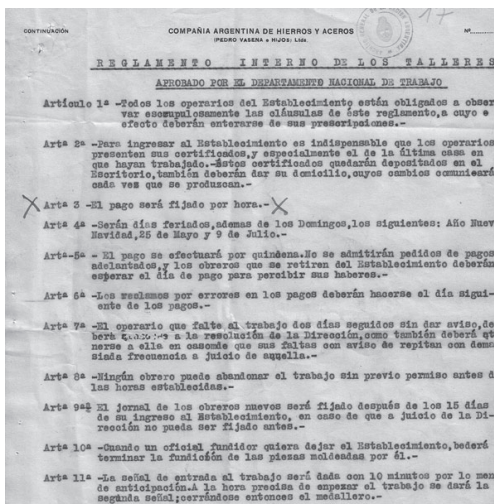 CONTINUACIÓN
COMPAÑIA ARGENTINA DE HIERROS Y ACEROS
(PEDRO VASENA e HIJOS) Ltda.
Nº
17
REGLAMENTO INTERNO DE LOS TALLERES
APROBADO POR EL DEPARTAMENTO NACIONAL DE TRABAJO
Artículo 1ª -Todos los operarios del Establecimiento están obligados a obser
var escrupulosamente las cláusulas de éste reglamento,a cuyo e
efecto deberán enterarse de sus prescripciones.-
Artª 2ª -Para ingresar al Establecimiento es indispensable que los operarios
presenten sus certificados,y especialmente el de la última casa en
que hayan trabajado.-Estos certificados quedarán depositados en el
Escritorio,también deberán dar su domicilio,cuyos cambios comunicará
cada ves que se produzcan.-
X Artª 3 -El pago será fijado por hora.- X
Artª 4ª -Serán días feriados,ademas de los Domingos,los siguientes: Año Nuev
Navidad,25 de Mayo y 9 de Julio.-
Artª-5ª - El pago se efectuará por quincena.No se admitirán pedidos de pagos
adelantados,y los obreros que se retiren del Establecimiento deberán
esperar el día de pago para percibir sus haberes.-
Artª 6ª -Los reclamos por errores en los pagos deberán hacerse el día sigui-
ente de los pagos.-
Artª 7ª -El operario que falte al trabajo dos días seguidos sin dar aviso,de
berá a la resolución de la Dirección,como también deberá at
nerse a ella en casomde que sus faltas con aviso de repitan con dema
siada frecuencia a juicio de aquella.-
Artª 8ª -Ningún obrero puede abandonar el trabajo sin previo permiso antes d
las horas establecidas.-
Artª 9ª- El jornal de los obreros nuevos será fijado después de los 15 días
de su ingreso al Establecimiento, en caso de que a juicio de la Di-
rección no pueda ser fijado antes.-
Artª 10ª -Cuando un oficial fundidor quiera dejar el Establecimiento,bederá
terminar la fundición de las piezas moldeadas por él.-
Artª 11ª -La señal de entrada al trabajo será dada con 10 minutos por lo men
de anticipación.A la hora precisa de empezar el trabajo se dará la
segunda señal;cerrándose entonces el medallero.-